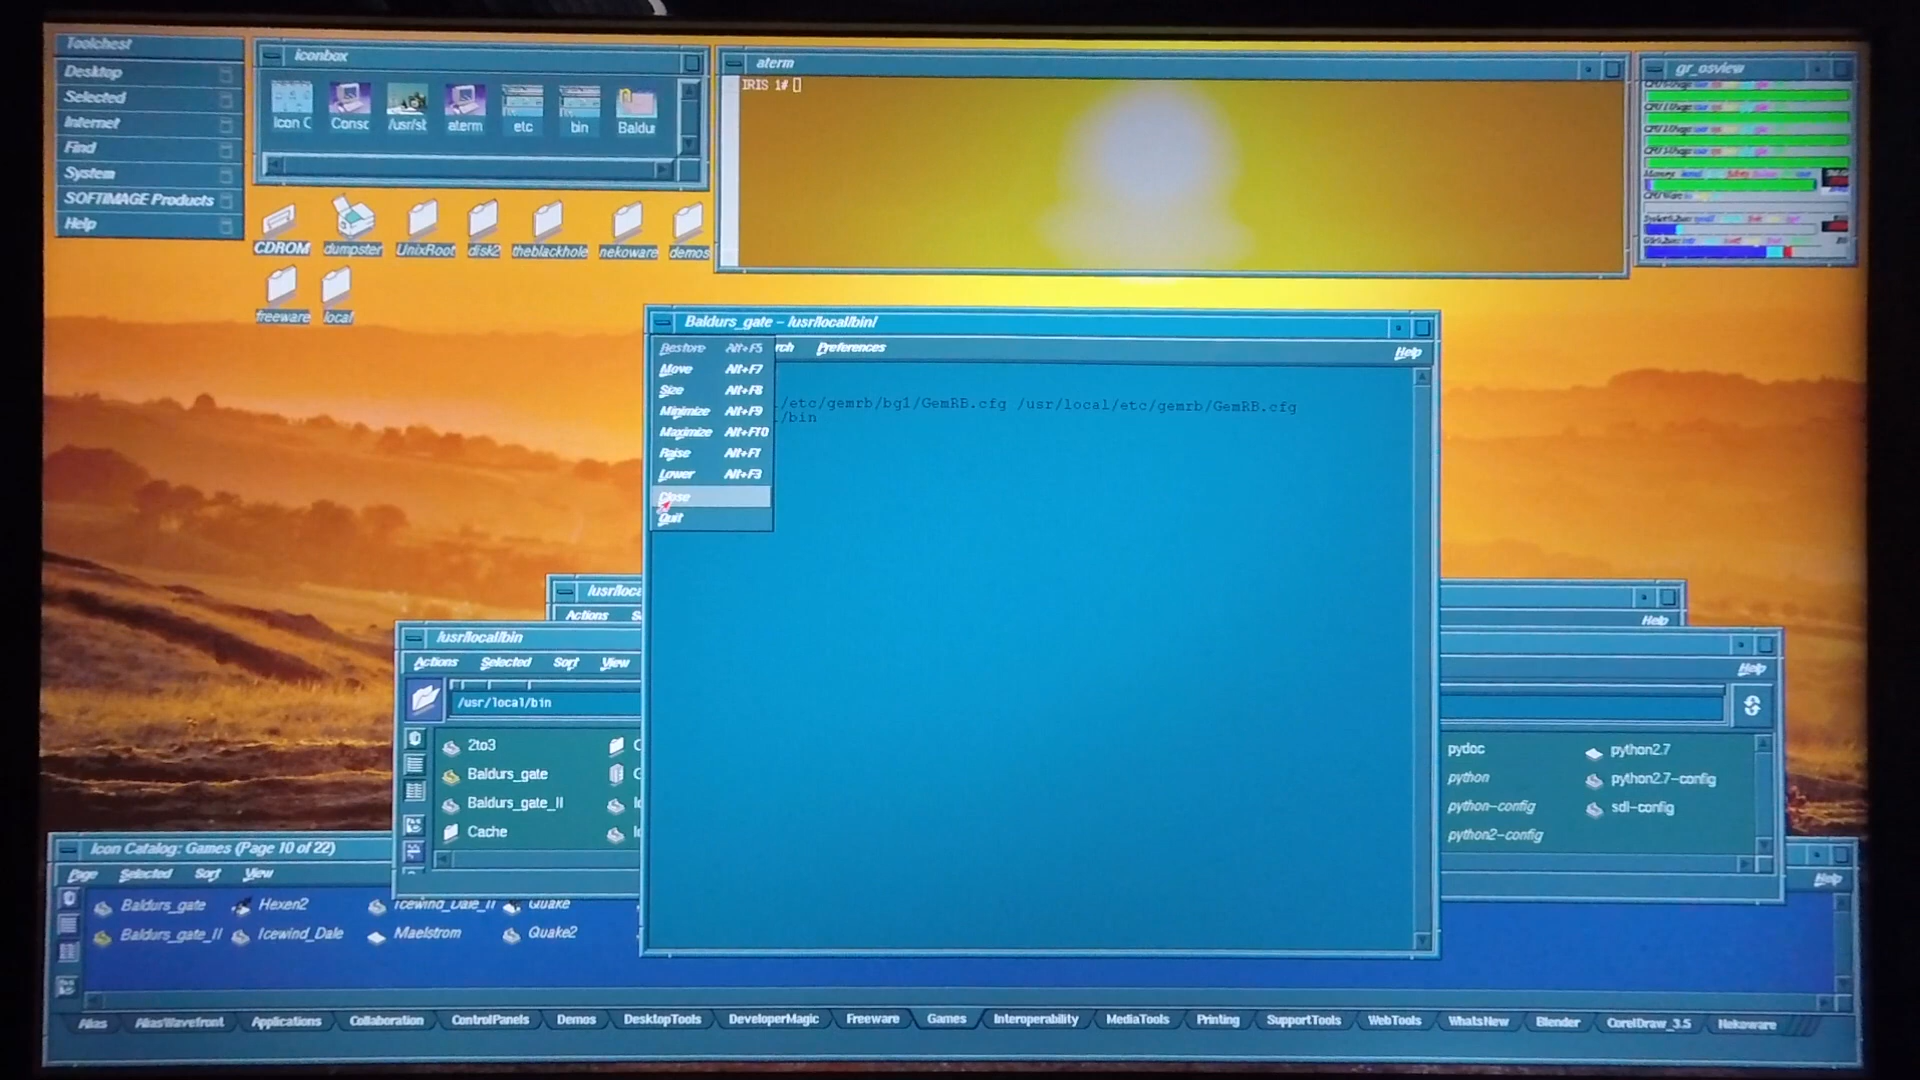 Toolchest
Desktop
Selected
Internet
Find
System
SOFTIMAGE Products
Help
iconbox
Icon C
Consc
/usr/st
aterm
etc
bin
Baldur
aterm
IRIS 1#
gr_osview
CDROM
dumpster
UnixRoot
disk2
theblackhole
nekoware
demos
freeware
local
Baldurs_gate – /usr/local/bin/
rch
Preferences
Help
Restore Alt+F5
Move Alt+F7
Size Alt+F8
Minimize Alt+F9
Maximize Alt+F10
Raise Alt+F1
Lower Alt+F3
Close
Quit
/etc/gemrb/bg1/GemRB.cfg /usr/local/etc/gemrb/GemRB.cfg
/bin
/usr/loca
Actions
Help
/usr/local/bin
Actions Selected Sort View
Help
/usr/local/bin
2to3
Baldurs_gate
Baldurs_gate_II
Cache
pydoc
python
python-config
python2-config
python2.7
python2.7-config
sdl-config
Icon Catalog: Games (Page 10 of 22)
Page Selected Sort View
Help
Baldurs_gate Hexen2 Icewind_Dale_II Quake
Baldurs_gate_II Icewind_Dale Maelstrom Quake2
Alias AliasWavefront Applications Collaboration ControlPanels Demos DesktopTools DeveloperMagic Freeware Games Interoperability MediaTools Printing SupportTools WebTools WhatsNew Blender CorelDraw_3.5 Nekoware